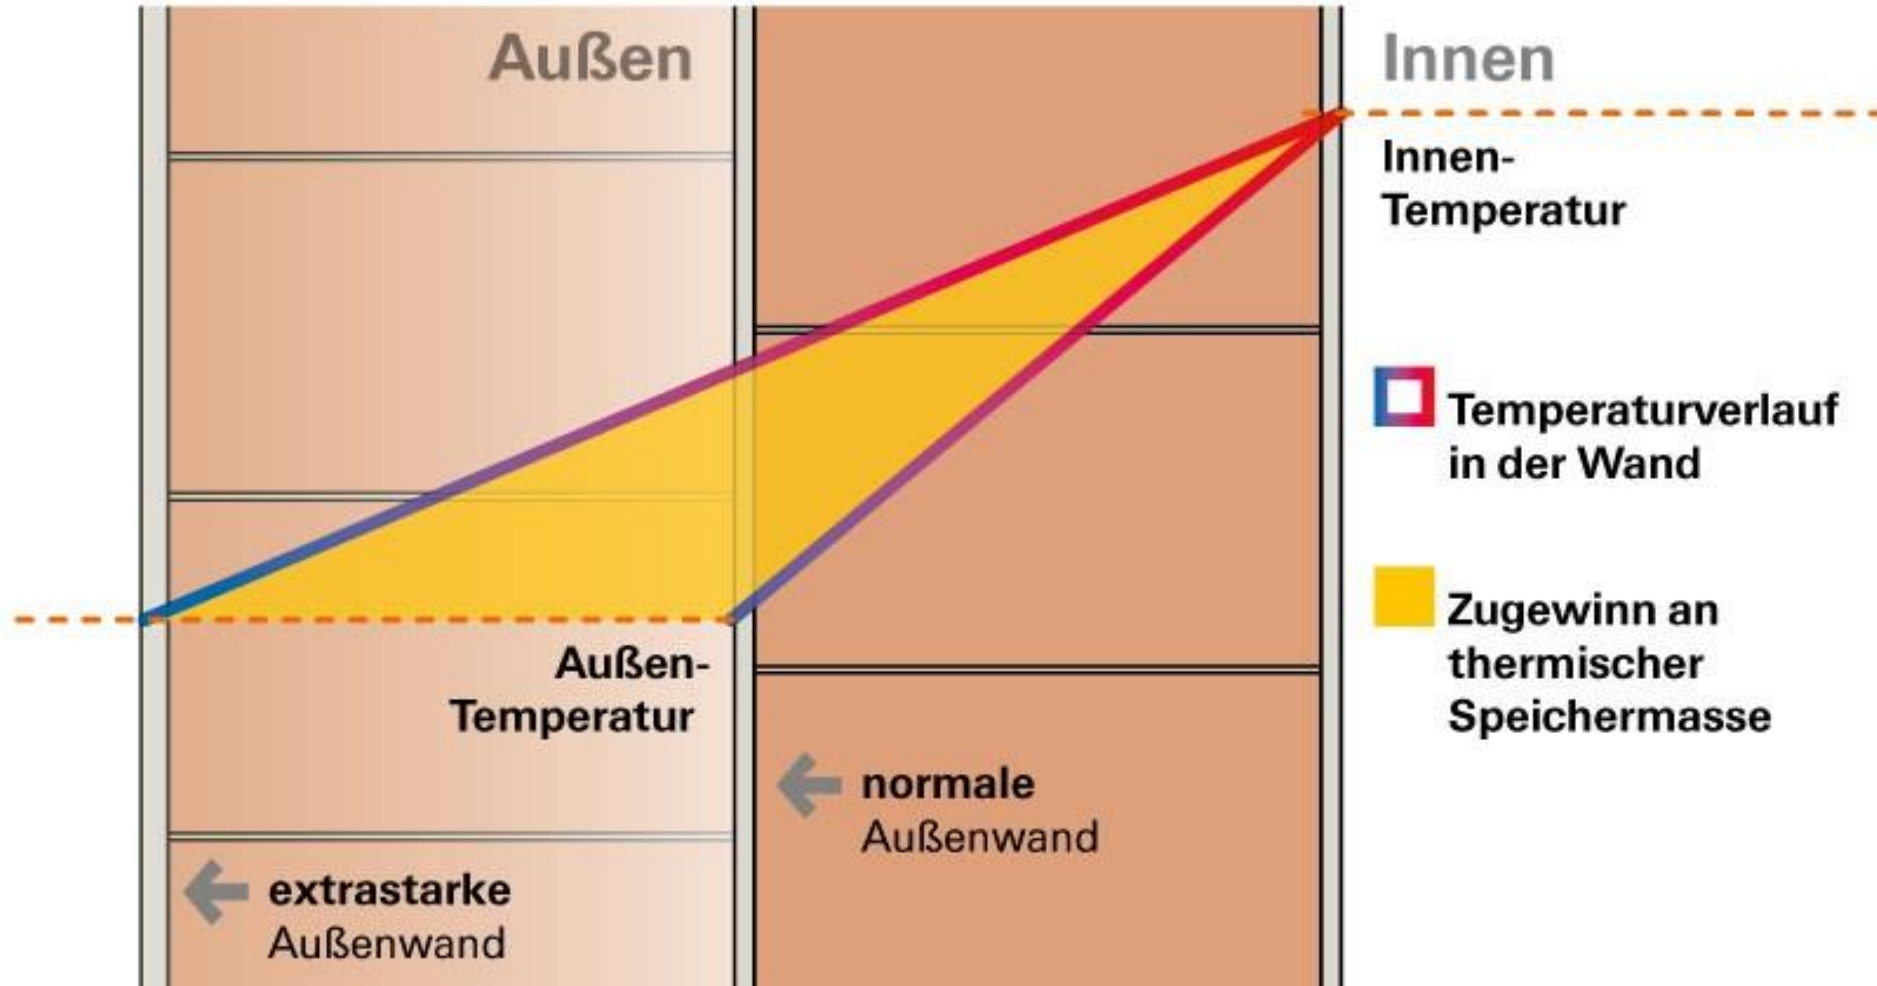 Außen
Innen
Innen-
Temperatur
Temperaturverlauf
in der Wand
Zugewinn an
thermischer
Speichermasse
Außen-
Temperatur
normale
Außenwand
extrastarke
Außenwand